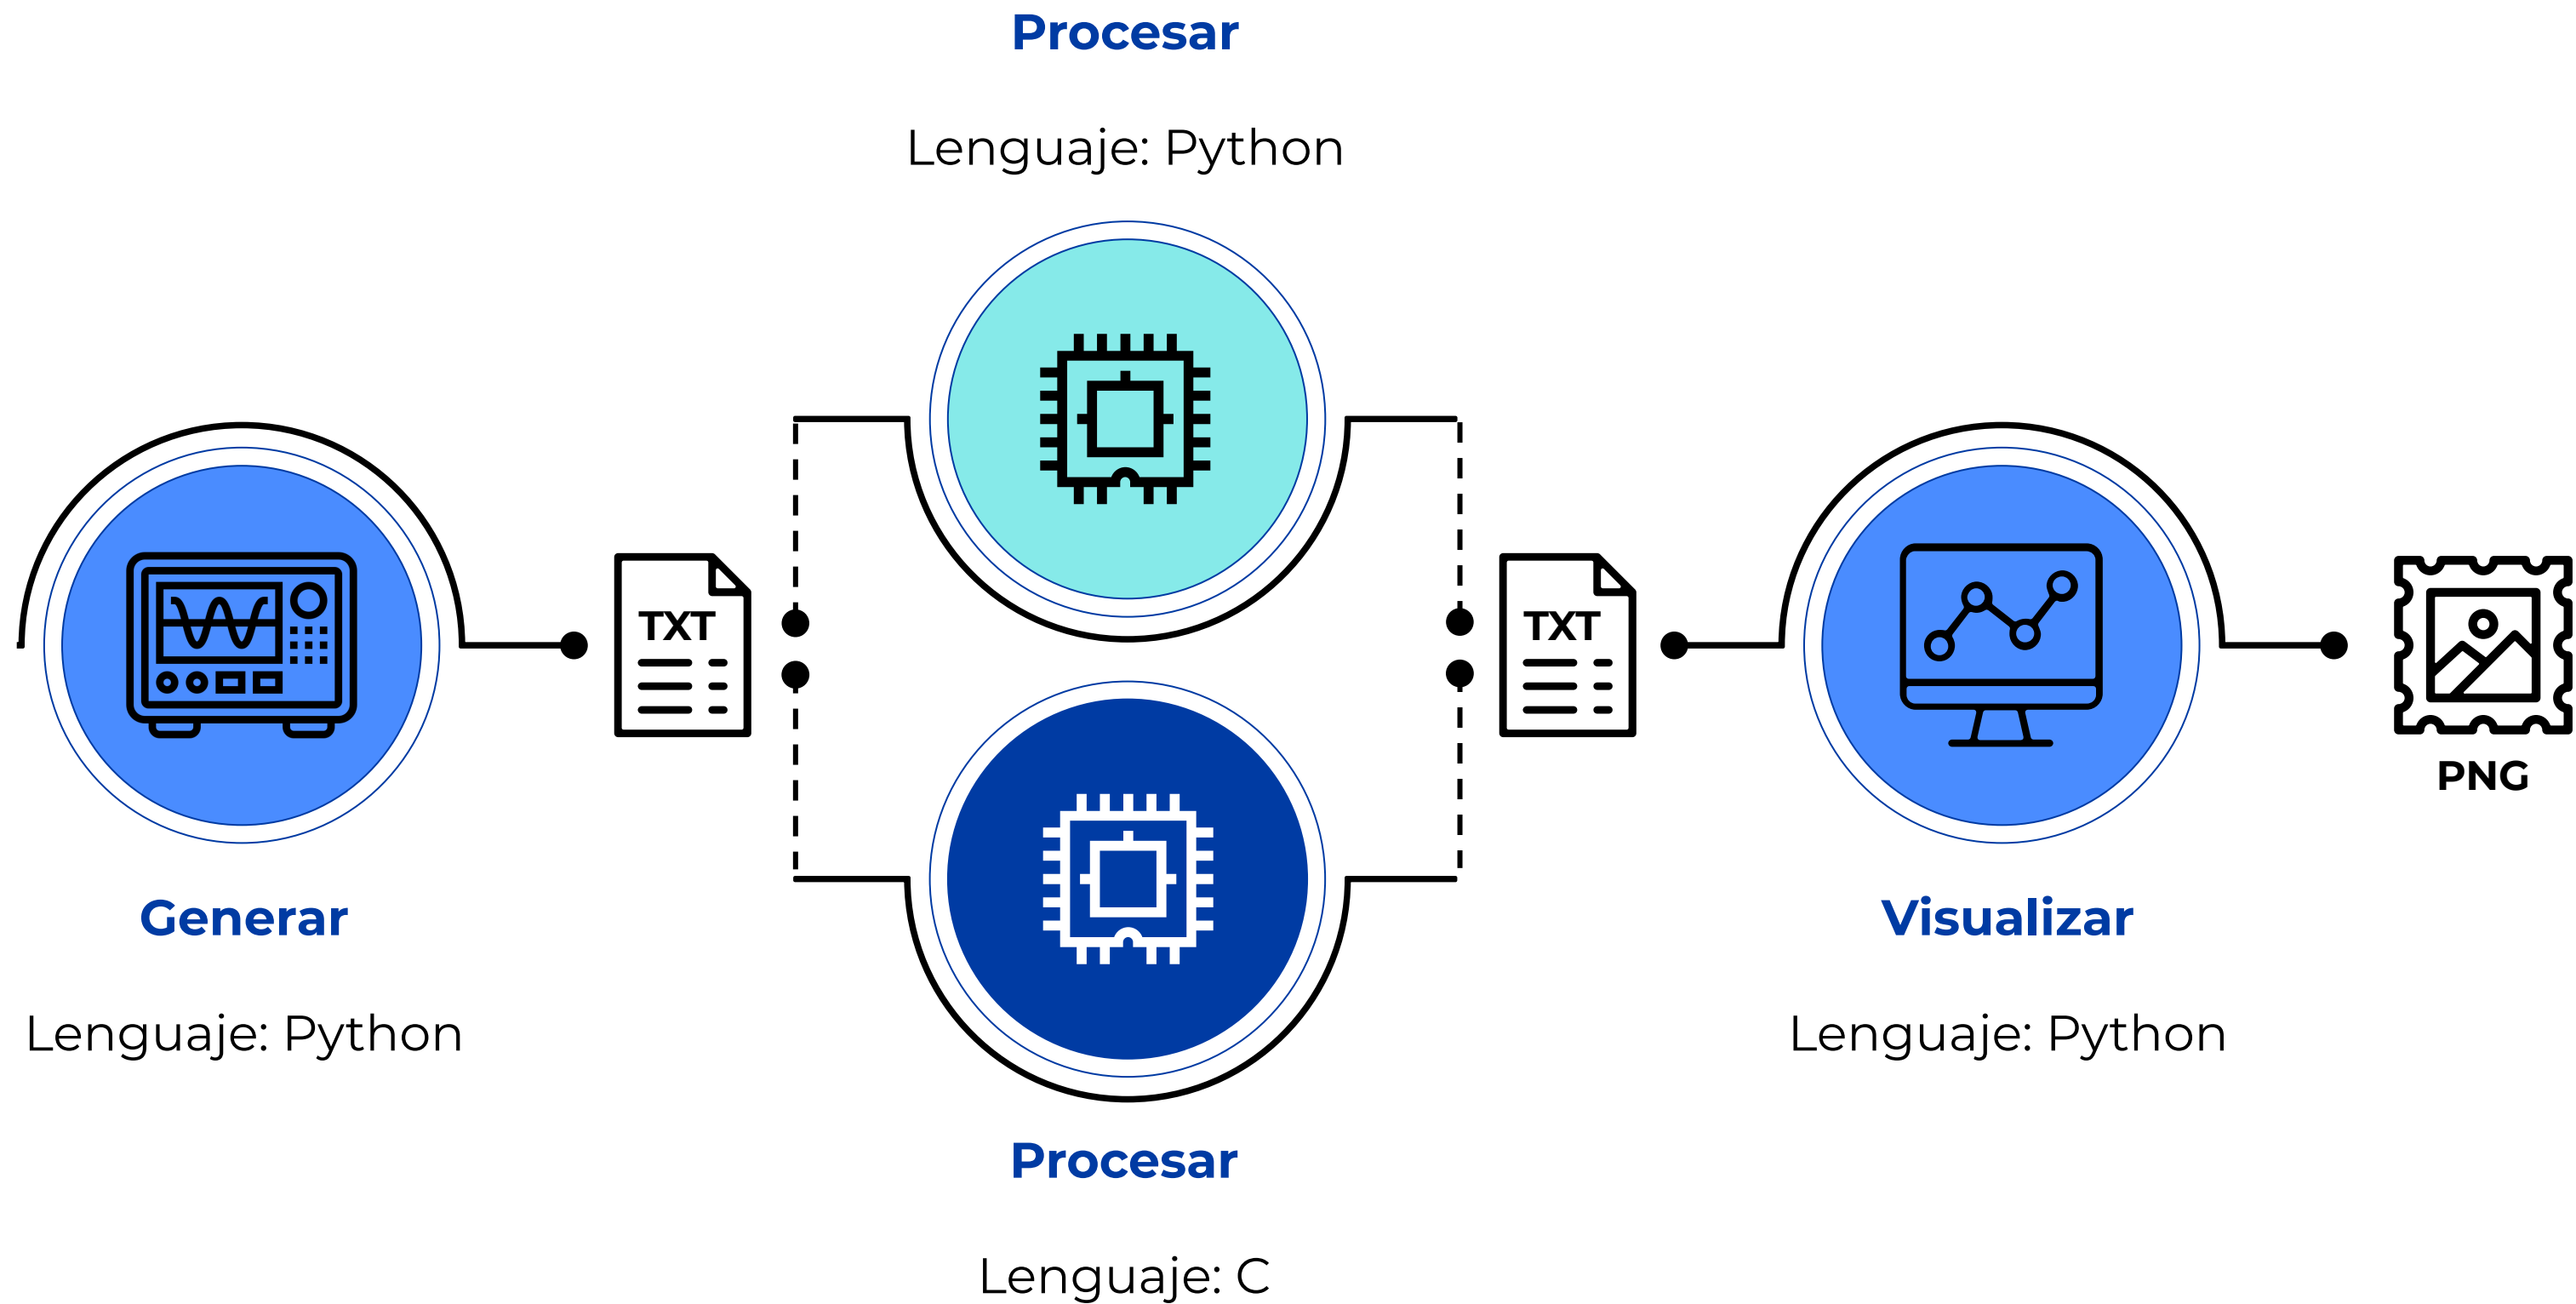 Procesar
Lenguaje: Python
TXT
TXT
PNG
Generar
Lenguaje: Python
Visualizar
Lenguaje: Python
Procesar
Lenguaje: C